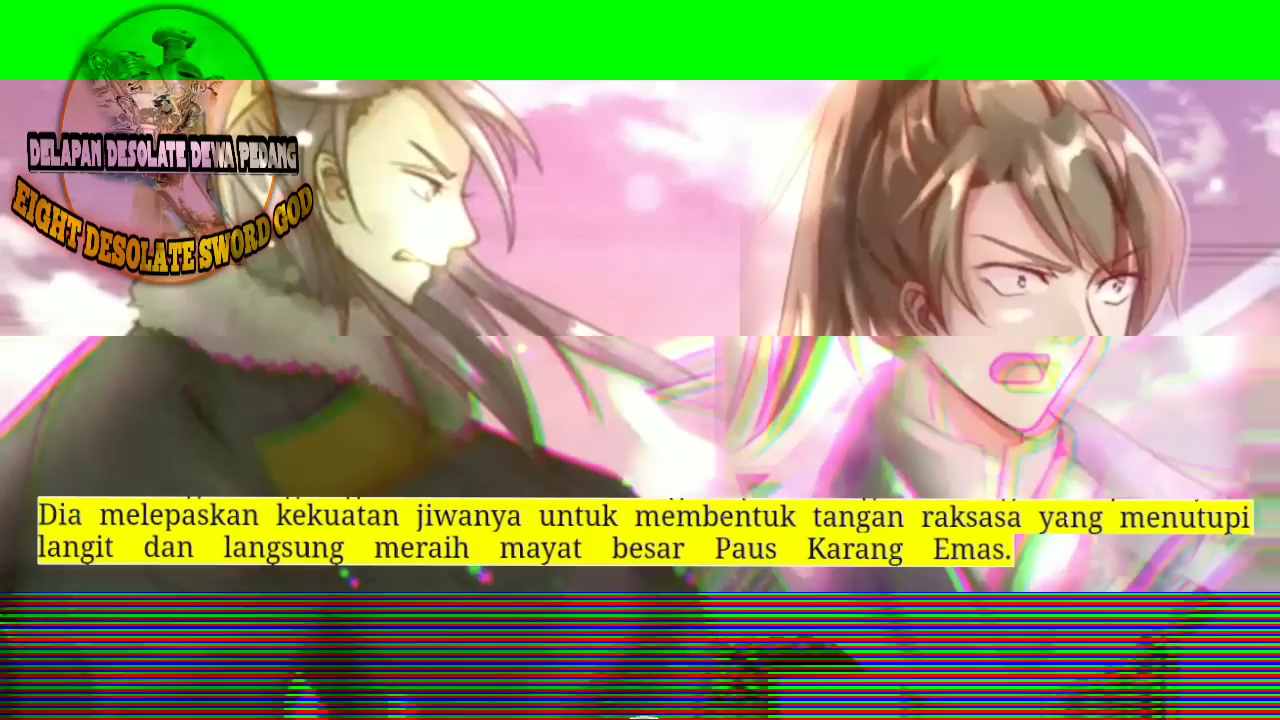 DELAPAN DESOLATE DEWA PEDANG
EIGHT DESOLATE SWORD GOD
Dia melepaskan kekuatan jiwanya untuk membentuk tangan raksasa yang menutupi
langit dan langsung meraih mayat besar Paus Karang Emas.